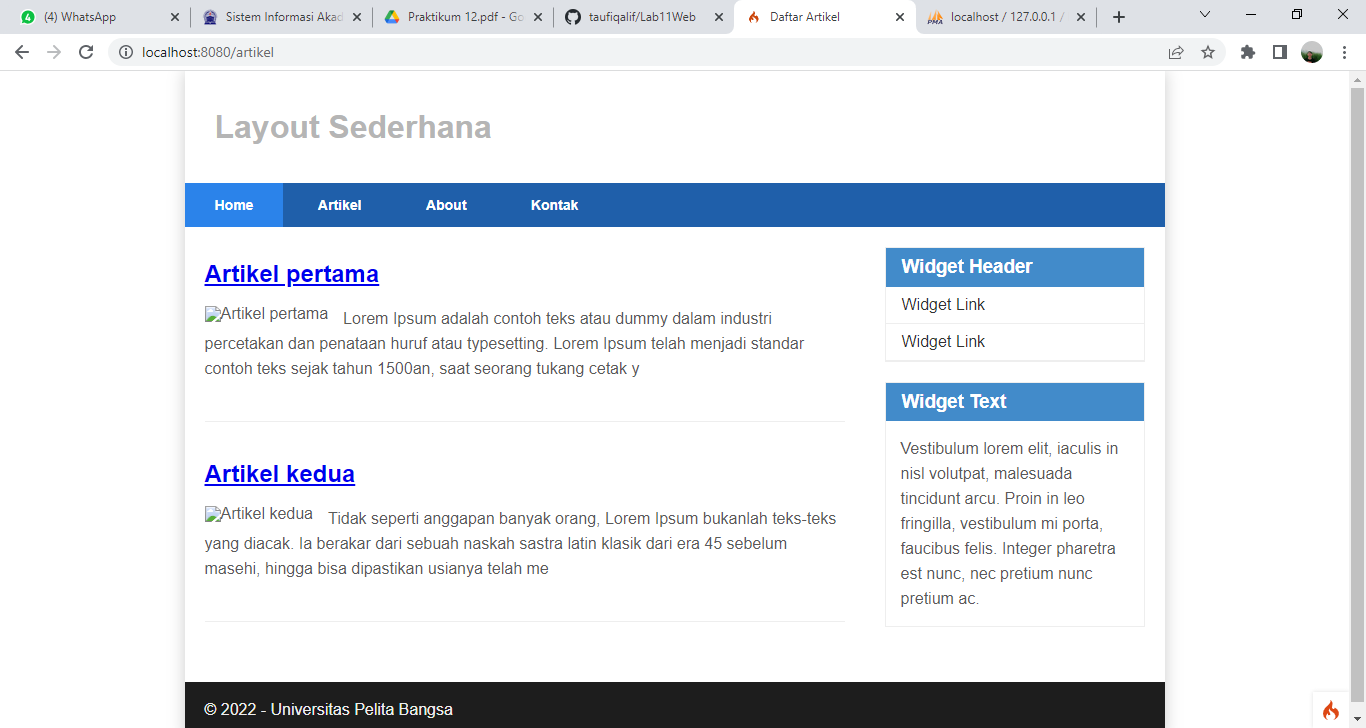 4
(4) WhatsApp
Sistem Informasi Akad
Praktikum 12.pdf - Go
taufiqalif/Lab11Web
Daftar Artikel
PMA
localhost / 127.0.0.1 /
localhost:8080/artikel
Layout Sederhana
Home
Artikel
About
Kontak
Artikel pertama
Artikel pertama Lorem Ipsum adalah contoh teks atau dummy dalam industri
percetakan dan penataan huruf atau typesetting. Lorem Ipsum telah menjadi standar
contoh teks sejak tahun 1500an, saat seorang tukang cetak y
Artikel kedua
Artikel kedua Tidak seperti anggapan banyak orang, Lorem Ipsum bukanlah teks-teks
yang diacak. Ia berakar dari sebuah naskah sastra latin klasik dari era 45 sebelum
masehi, hingga bisa dipastikan usianya telah me
Widget Header
Widget Link
Widget Link
Widget Text
Vestibulum lorem elit, iaculis in
nisl volutpat, malesuada
tincidunt arcu. Proin in leo
fringilla, vestibulum mi porta,
faucibus felis. Integer pharetra
est nunc, nec pretium nunc
pretium ac.
© 2022 - Universitas Pelita Bangsa